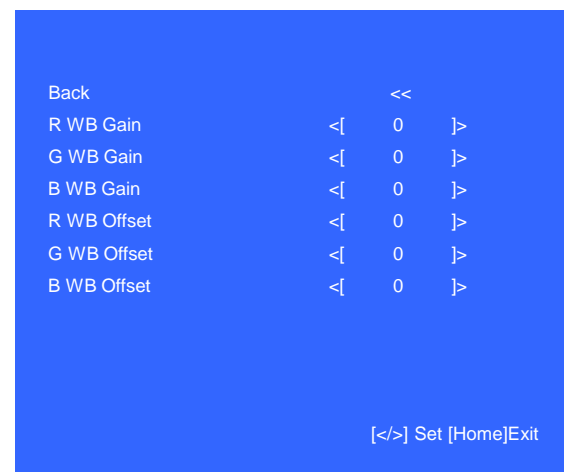 Back <<
R WB Gain <[ 0 ]>
G WB Gain <[ 0 ]>
B WB Gain <[ 0 ]>
R WB Offset <[ 0 ]>
G WB Offset <[ 0 ]>
B WB Offset <[ 0 ]>
[</>] Set [Home]Exit